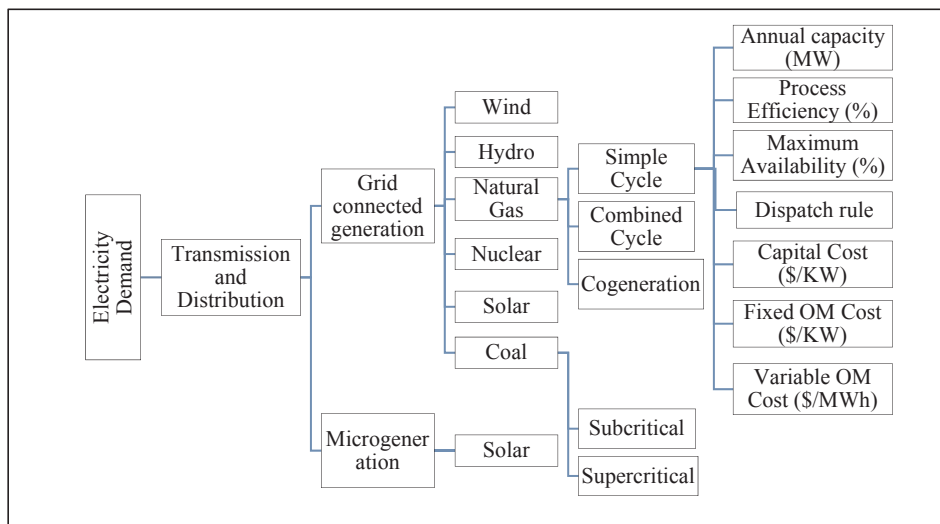 Electricity
Demand
Transmission
and
Distribution
Grid
connected
generation
Microgener
ation
Wind
Hydro
Natural
Gas
Nuclear
Solar
Coal
Solar
Simple
Cycle
Combined
Cycle
Cogeneration
Subcritical
Supercritical
Annual capacity
(MW)
Process
Efficiency (%)
Maximum
Availability (%)
Dispatch rule
Capital Cost
($/KW)
Fixed OM Cost
($/KW)
Variable OM
Cost ($/MWh)